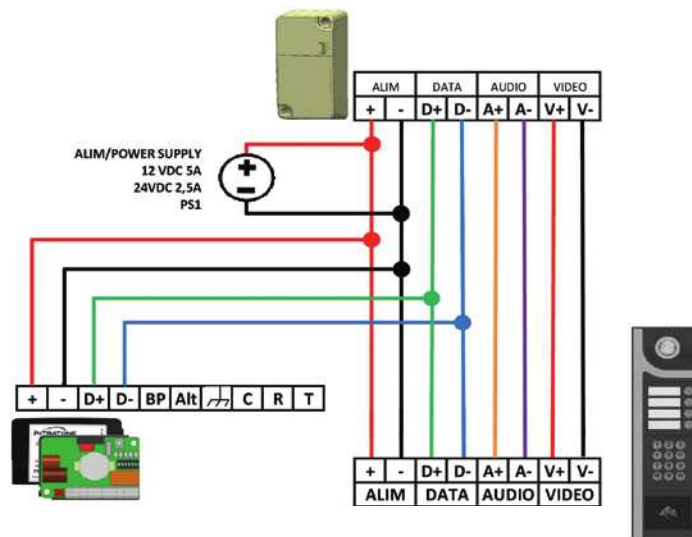 ALIM DATA AUDIO VIDEO
+ - D+ D- A+ A- V+ V-
ALIM/POWER SUPPLY
12 VDC 5A
24VDC 2,5A
PS1
+
-
+ - D+ D- BP Alt C R T
INTRATONE
+ - D+ D- A+ A- V+ V-
ALIM DATA AUDIO VIDEO